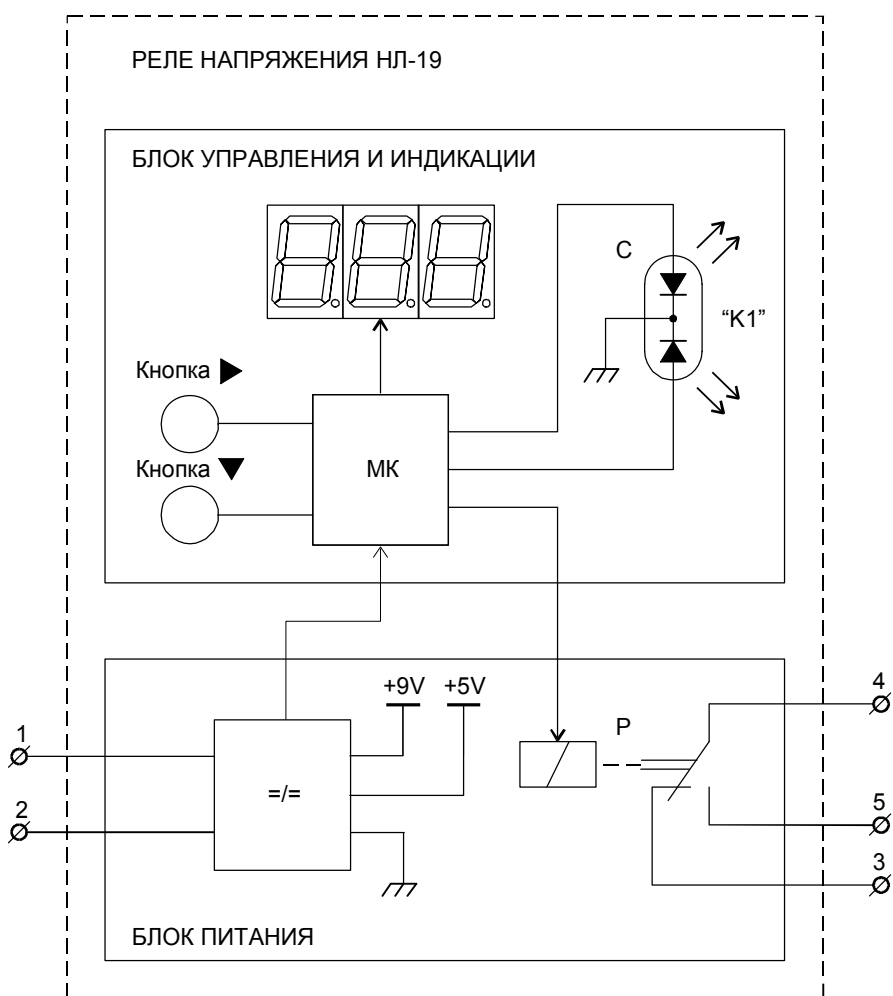 РЕЛЕ НАПРЯЖЕНИЯ НЛ-19
БЛОК УПРАВЛЕНИЯ И ИНДИКАЦИИ
С
“К1”
Кнопка ▶
Кнопка ▼
МК
+9V +5V
Р
4
1
=/=
2
5
3
БЛОК ПИТАНИЯ